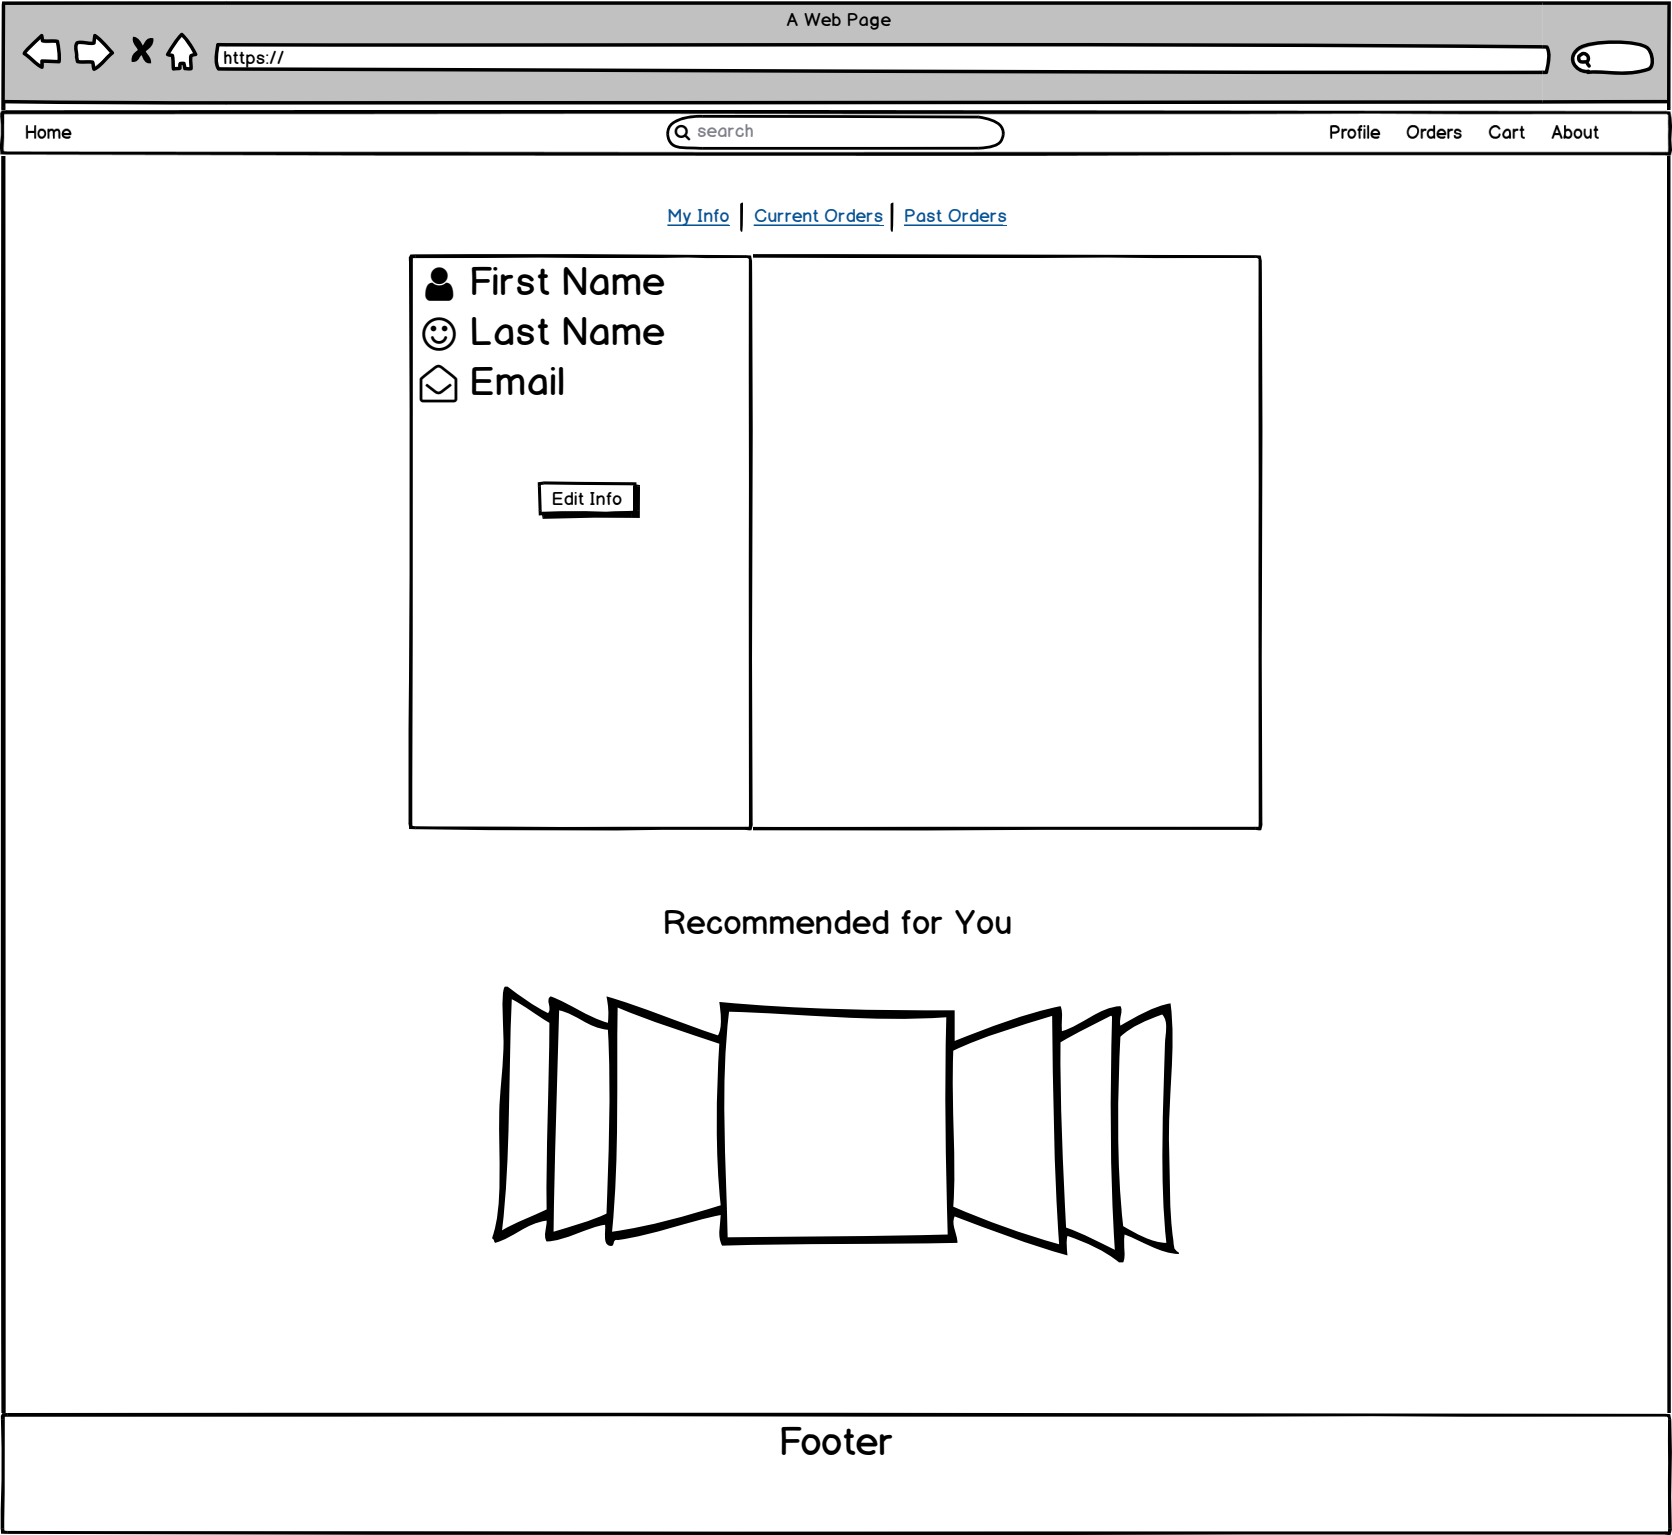 A Web Page
https://
Home search Profile Orders Cart About
My Info Current Orders Past Orders
First Name
Last Name
Email
Edit Info
Recommended for You
Footer